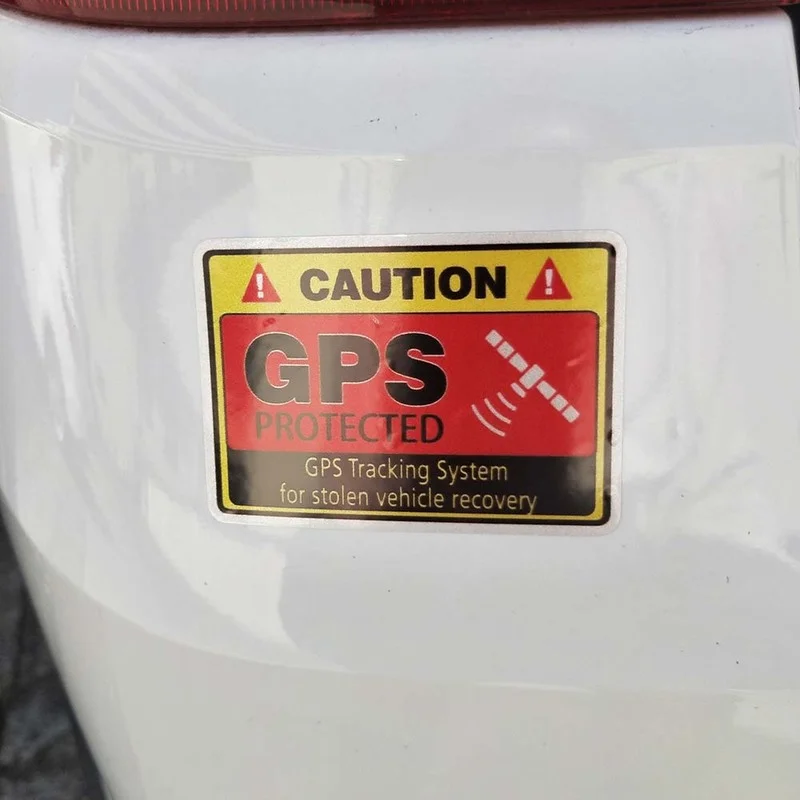 CAUTION
GPS
PROTECTED
GPS Tracking System
for stolen vehicle recovery